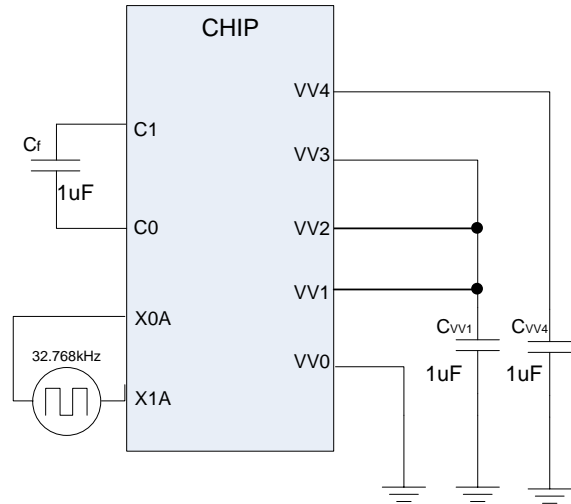 CHIP
VV4
C1
Cf
1uF
VV3
C0
VV2
VV1
X0A
32.768kHz
X1A
VV0
CVV1
1uF
CVV4
1uF